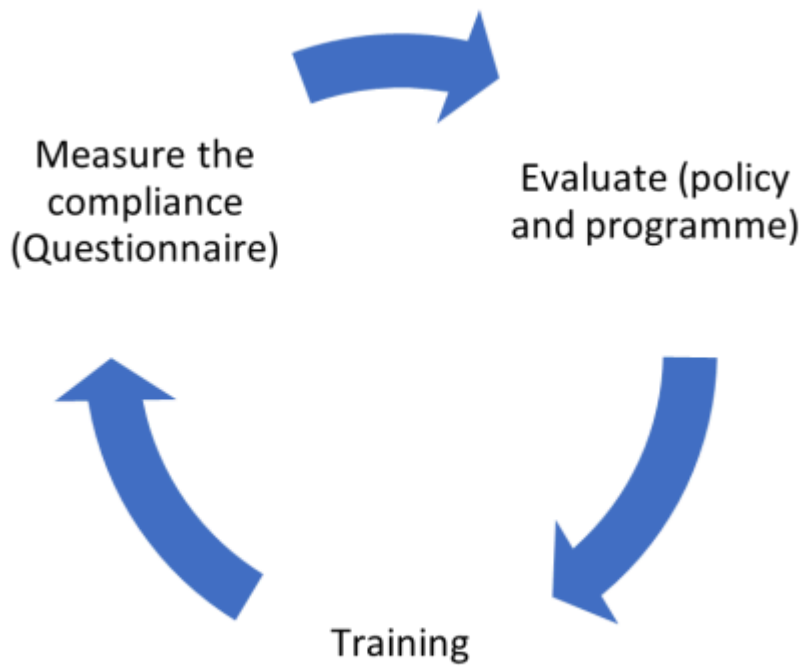 Measure the
compliance
(Questionnaire)
Evaluate (policy
and programme)
Training